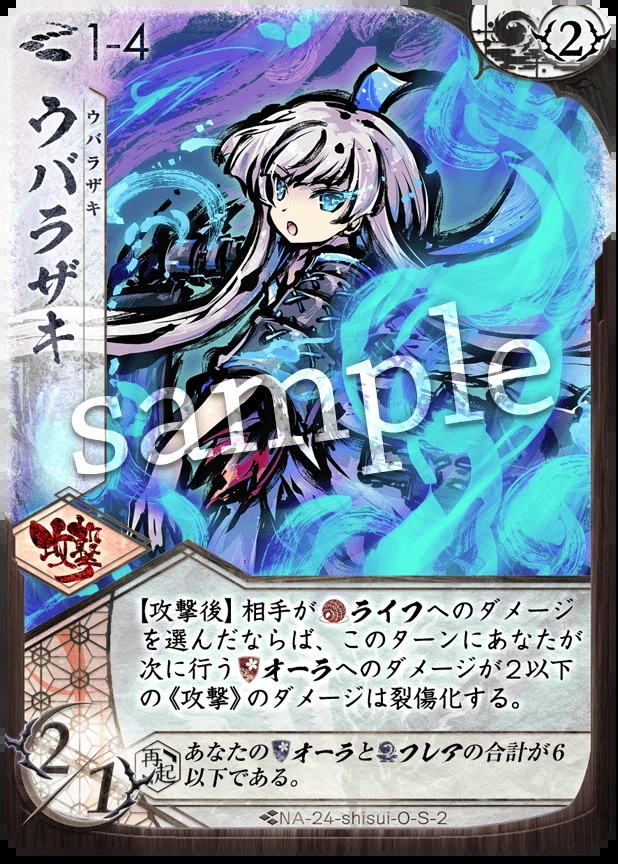 1-4
2
ウバラザキ
ウバラザキ
sample
攻撃
【攻撃後】相手がライフへのダメージ
を選んだならば、このターンにあなたが
次に行うオーラへのダメージが2以下
の《攻撃》のダメージは裂傷化する。
2/1
再起
あなたのオーラとフレアの合計が6
以下である。
NA-24-shisui-O-S-2